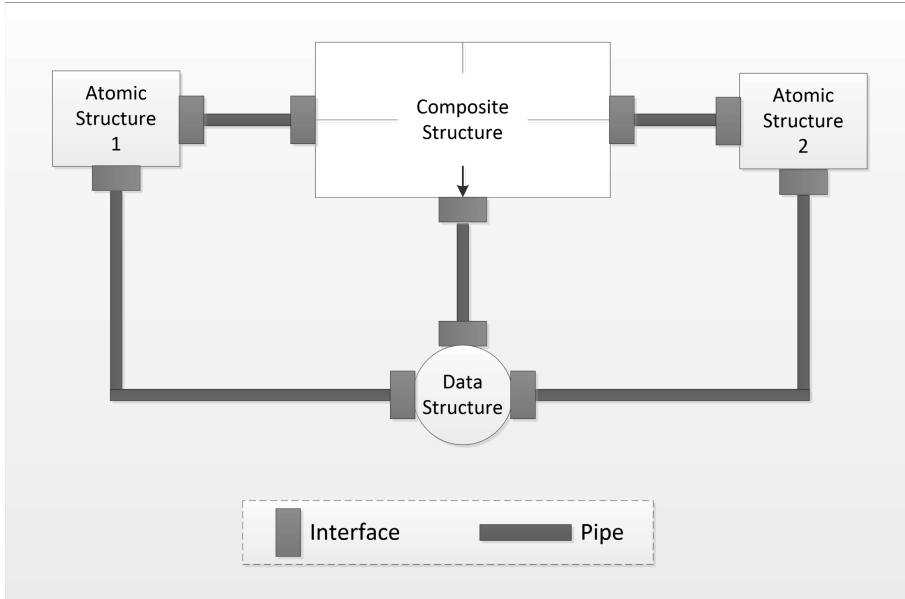 Atomic
Structure
1
Composite
Structure
Atomic
Structure
2
Data
Structure
Interface
Pipe